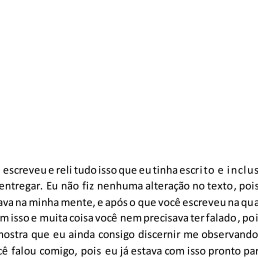 escreveu e reli tudo isso que eu tinha escrito e inclus
entregar. Eu não fiz nenhuma alteração no texto, pois
ava na minha mente, e após o que você escreveu na qua
m isso e muita coisa você nem precisava ter falado, poi
mostra que eu ainda consigo discernir me observando
cê falou comigo, pois eu já estava com isso pronto par